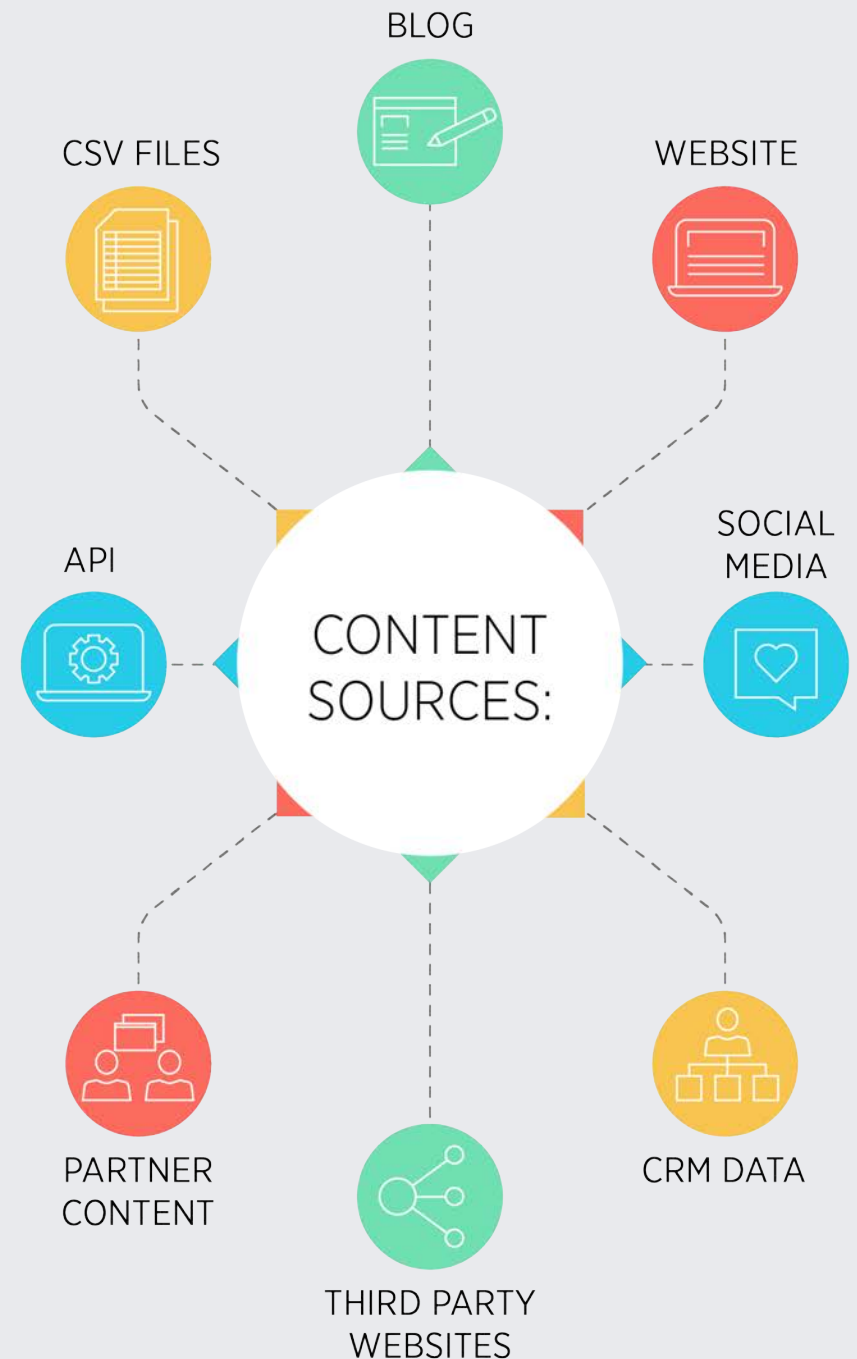 BLOG
CSV FILES
WEBSITE
API
SOCIAL
MEDIA
CONTENT
SOURCES:
PARTNER
CONTENT
CRM DATA
THIRD PARTY
WEBSITES